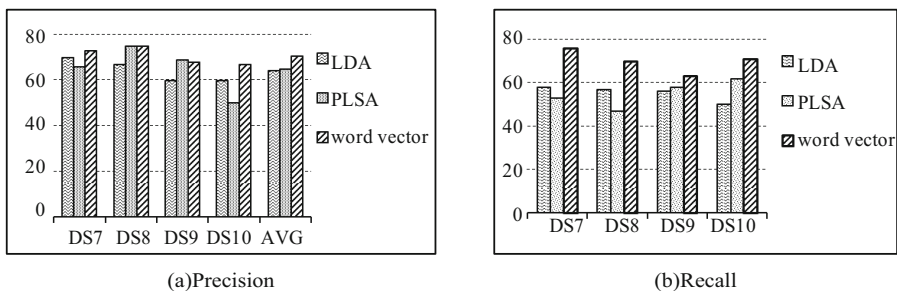 80
60
40
20
0
DS7 DS8 DS9 DS10 AVG
LDA
PLSA
word vector
(a)Precision
80
60
40
20
0
DS7 DS8 DS9 DS10
LDA
PLSA
word vector
(b)Recall